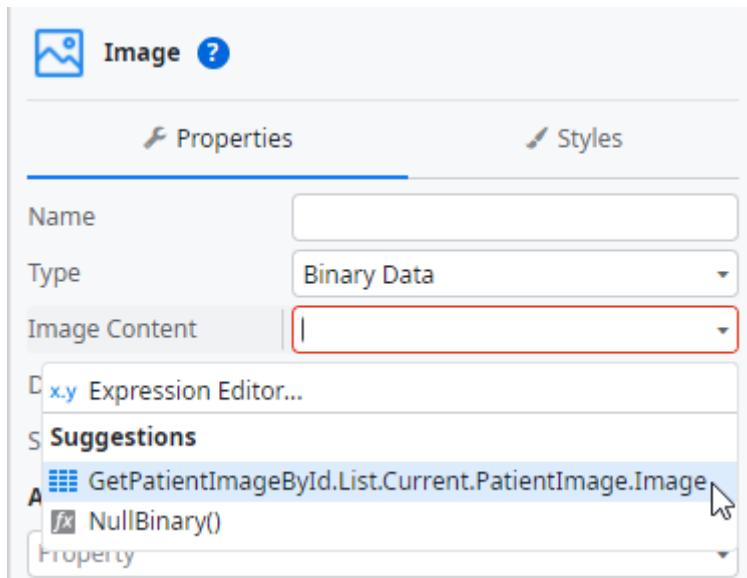 Image ?
Properties
Styles
Name
Type
Binary Data
Image Content
D
x.y Expression Editor...
S
Suggestions
GetPatientImageById.List.Current.PatientImage.Image
A
fx NullBinary()
Property